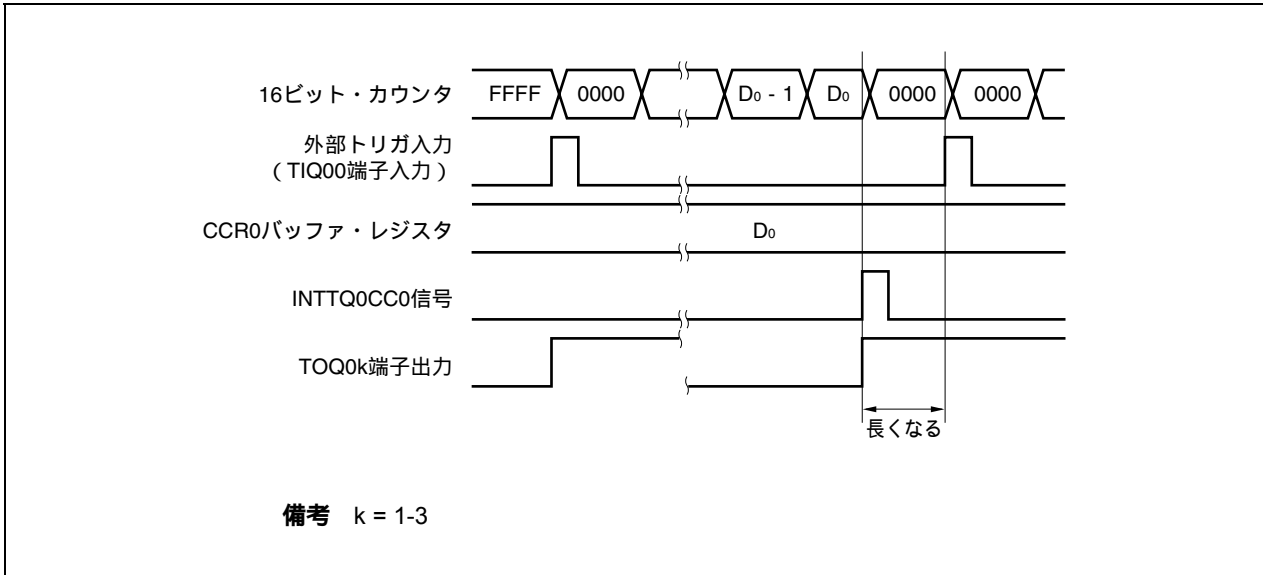 16ビット・カウンタ FFFF 0000 D0 - 1 D0 0000 0000
外部トリガ入力
（TIQ00端子入力）
CCR0バッファ・レジスタ D0
INTTQ0CC0信号
TOQ0k端子出力
長くなる
備考 k = 1-3